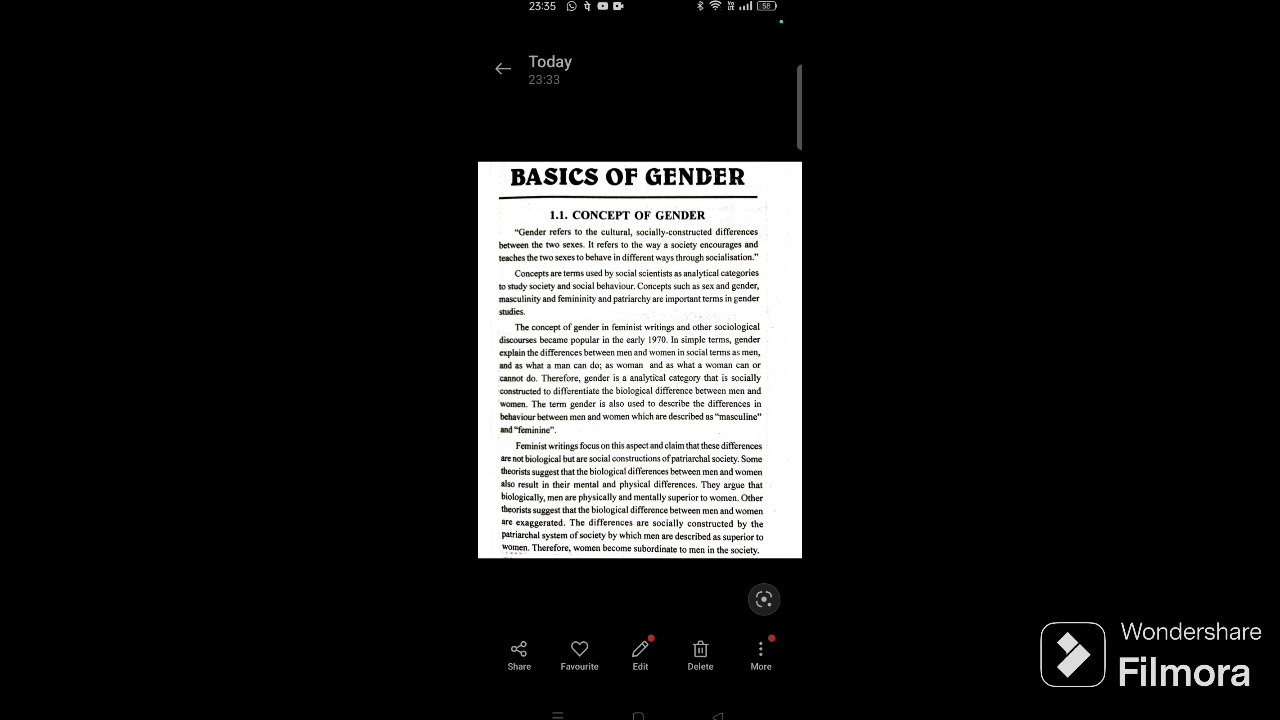 23:35
58
Today
23:33
BASICS OF GENDER
1.1. CONCEPT OF GENDER
"Gender refers to the cultural, socially-constructed differences
between the two sexes. It refers to the way a society encourages and
teaches the two sexes to behave in different ways through socialisation."
Concepts are terms used by social scientists as analytical categories
to study society and social behaviour. Concepts such as sex and gender,
masculinity and femininity and patriarchy are important terms in gender
studies.
The concept of gender in feminist writings and other sociological
discourses became popular in the early 1970. In simple terms, gender
explain the differences between men and women in social terms as men,
and as what a man can do; as woman and as what a woman can or
cannot do. Therefore, gender is a analytical category that is socially
constructed to differentiate the biological difference between men and
women. The term gender is also used to describe the differences in
behaviour between men and women which are described as "masculine"
and "feminine".
Feminist writings focus on this aspect and claim that these differences
are not biological but are social constructions of patriarchal society. Some
theorists suggest that the biological differences between men and women
also result in their mental and physical differences. They argue that
biologically, men are physically and mentally superior to women. Other
theorists suggest that the biological difference between men and women
are exaggerated. The differences are socially constructed by the
patriarchal system of society by which men are described as superior to
women. Therefore, women become subordinate to men in the society.
Share
Favourite
Edit
Delete
More
Wondershare
Filmora